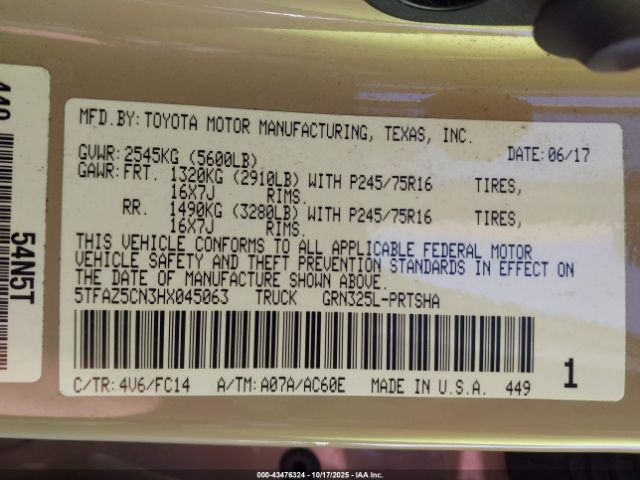 MFD.BY: TOYOTA MOTOR MANUFACTURING, TEXAS, INC.
GVWR: 2545KG (5600LB) DATE: 06/17
GAWR: FRT. 1320KG (2910LB) WITH P245/75R16 TIRES,
16X7J RIMS.
RR. 1490KG (3280LB) WITH P245/75R16 TIRES,
16X7J RIMS.
THIS VEHICLE CONFORMS TO ALL APPLICABLE FEDERAL MOTOR
VEHICLE SAFETY AND THEFT PREVENTION STANDARDS IN EFFECT ON
THE DATE OF MANUFACTURE SHOWN ABOVE.
5TFAZ5CN3HX045063 TRUCK GRN325L-PRTSHA
C/TR: 4V6/FC14 A/TM: A07A/AC60E MADE IN U.S.A. 449 1
54N5T
000-43476324 - 10/17/2025 - IAA Inc.